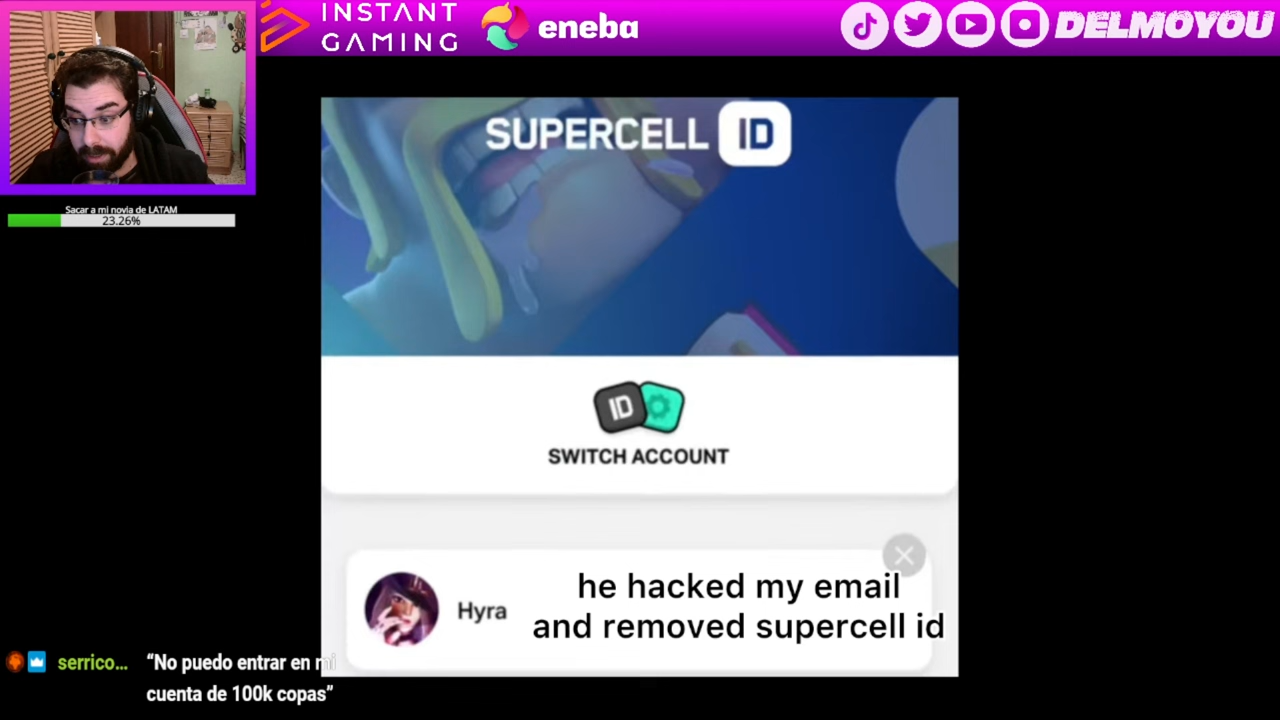 INSTANT
GAMING
eneba
DELMOYOU
Sacar a mi novia de LATAM
23.26%
SUPERCELL ID
ID
SWITCH ACCOUNT
Hyra
he hacked my email
and removed supercell id
serrico... “No puedo entrar en mi
cuenta de 100k copas”